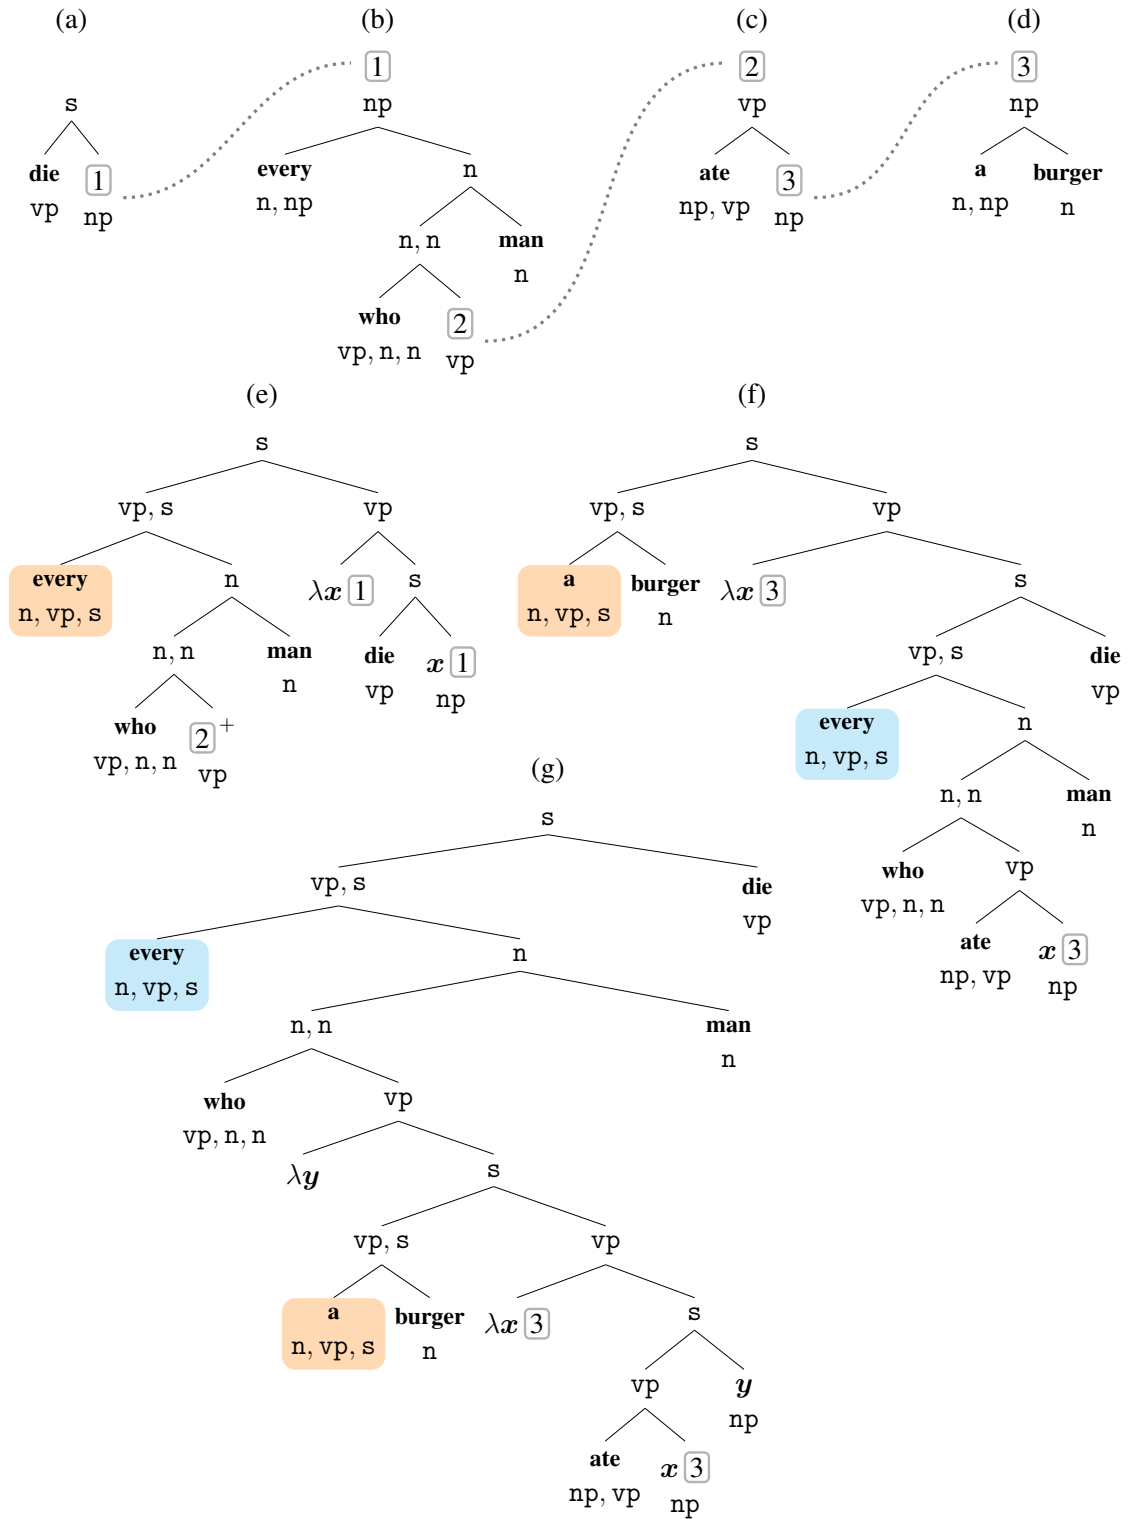 (a) (b) (c) (d)
1 2 3
s np vp np
die 1 every n ate 3 a burger
vp np n, np np, vp np n, np n
n, n man
n
who 2
vp, n, n vp
(e) (f)
s s
vp, s vp vp, s vp
every n λx 1 s a burger λx 3 s
n, vp, s n, vp, s n
n, n man die x 1 vp, s die
n vp np vp
who 2 + every n
vp, n, n vp n, vp, s
(g)
n, n man
s n
vp, s die who vp
vp vp, n, n
every n ate x 3
n, vp, s np, vp np
n, n man
n
who vp
vp, n, n
λy s
vp, s vp
a burger λx 3 s
n, vp, s n
vp y
np
ate x 3
np, vp np